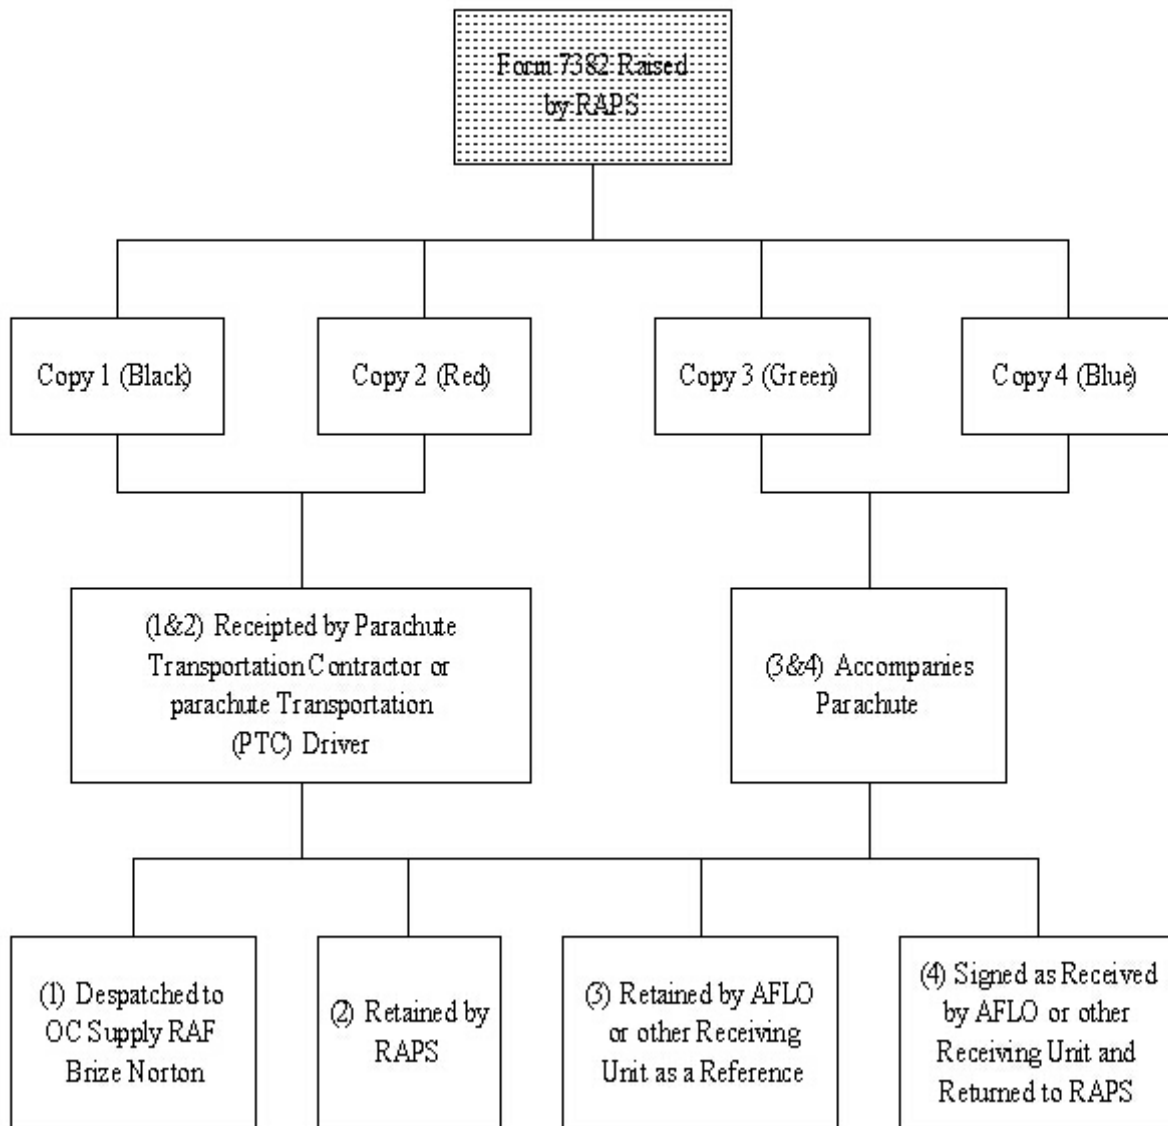 Form 7382 Raised
by RAPS
Copy 1 (Black)
Copy 2 (Red)
Copy 3 (Green)
Copy 4 (Blue)
(1&2) Receipted by Parachute
Transportation Contractor or
parachute Transportation
(PTC) Driver
(3&4) Accompanies
Parachute
(1) Despatched to
OC Supply RAF
Brize Norton
(2) Retained by
RAPS
(3) Retained by AFLO
or other Receiving
Unit as a Reference
(4) Signed as Received
by AFLO or other
Receiving Unit and
Returned to RAPS